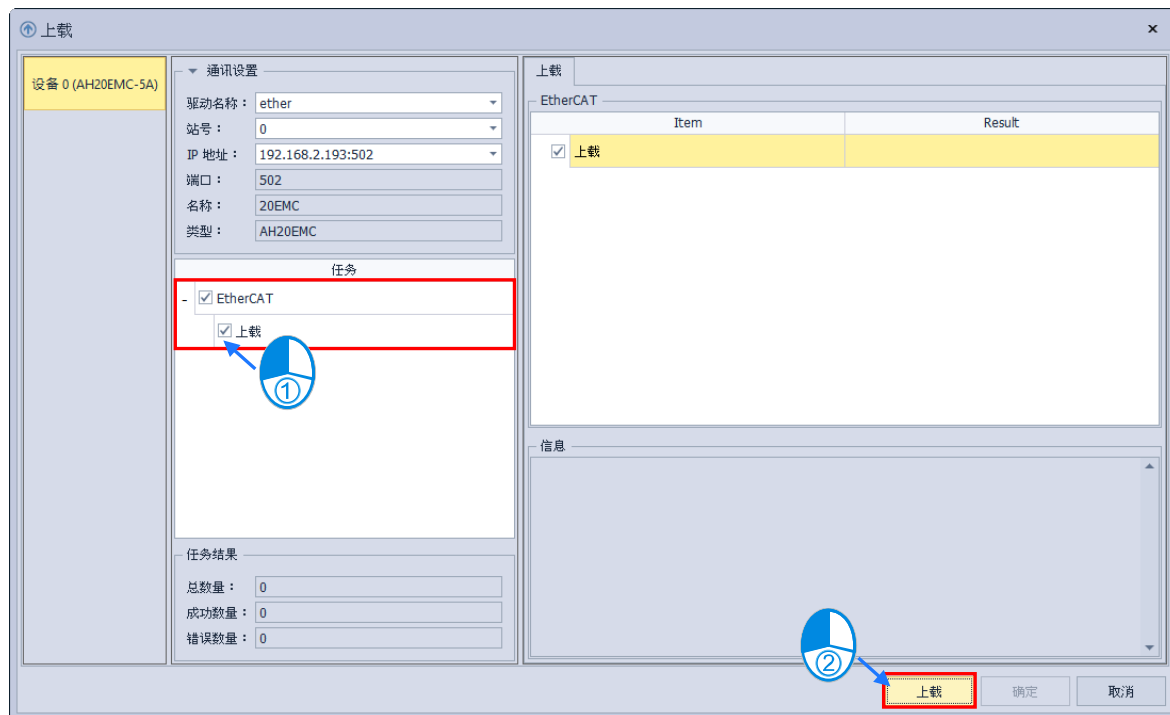 上载
设备 0 (AH20EMC-5A)
通讯设置
驱动名称： ether
站号： 0
IP 地址： 192.168.2.193:502
端口： 502
名称： 20EMC
类型： AH20EMC
任务
EtherCAT
上载
①
任务结果
总数量： 0
成功数量： 0
错误数量： 0
上载
EtherCAT
Item Result
上载
信息
②
上载 确定 取消